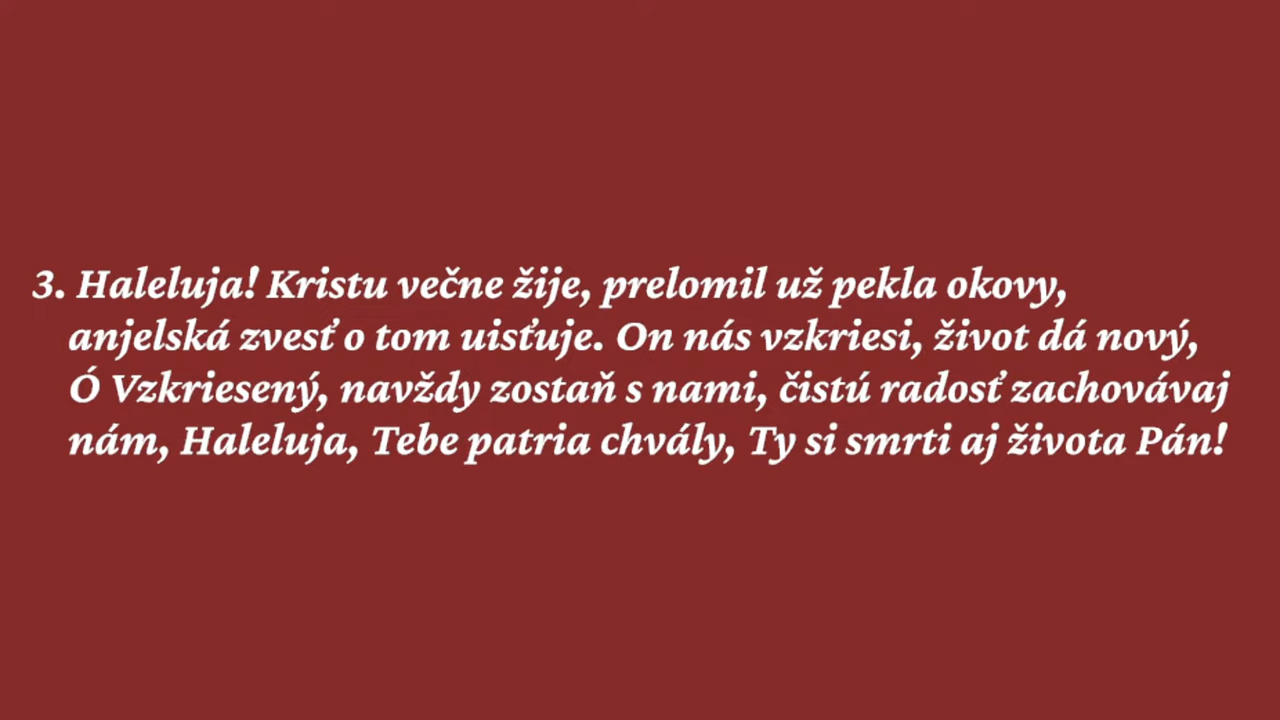 3. Haleluja! Kristu večne žije, prelomil už pekla okovy,
anjelská zvesť o tom uisťuje. On nás vzkriesi, život dá nový,
Ó Vzkriesený, navždy zostaň s nami, čistú radosť zachovávaj
nám, Haleluja, Tebe patria chvály, Ty si smrti aj života Pán!